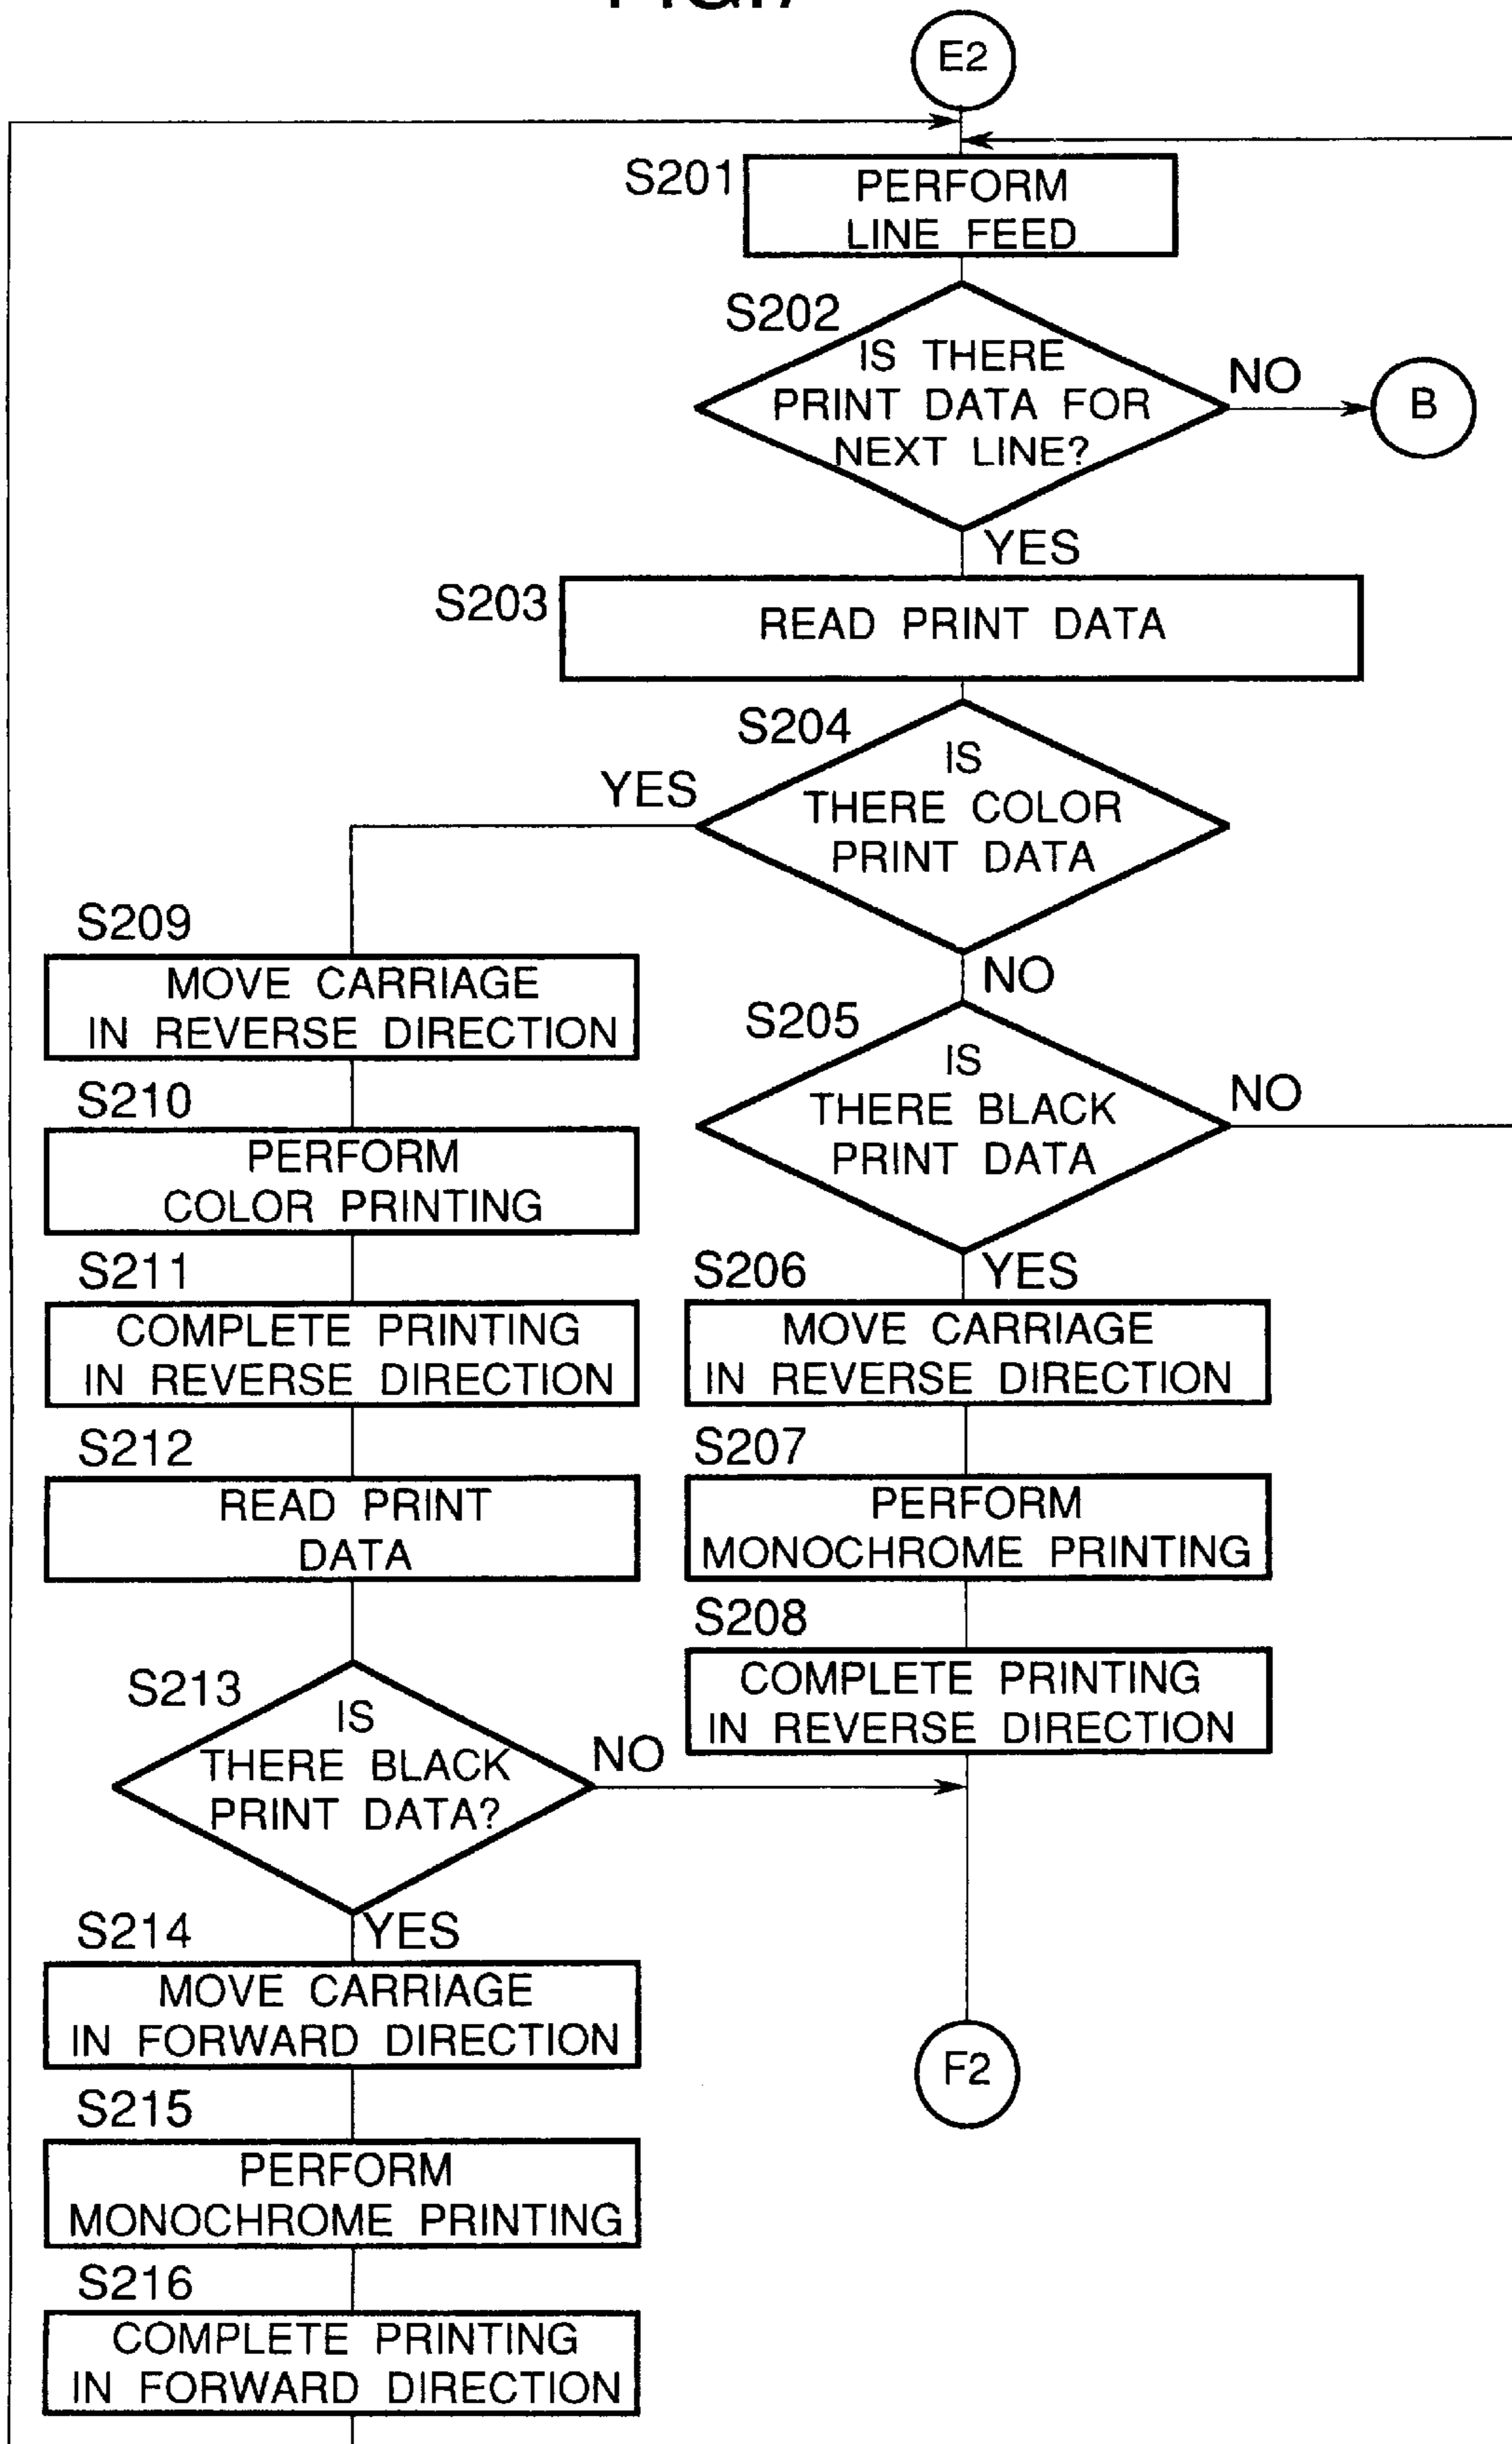 E2
S201
PERFORM
LINE FEED
S202
IS THERE
PRINT DATA FOR
NEXT LINE?
NO
B
YES
S203
READ PRINT DATA
S204
IS
THERE COLOR
PRINT DATA
YES
NO
S205
IS
THERE BLACK
PRINT DATA
NO
YES
S206
MOVE CARRIAGE
IN REVERSE DIRECTION
S207
PERFORM
MONOCHROME PRINTING
S208
COMPLETE PRINTING
IN REVERSE DIRECTION
S209
MOVE CARRIAGE
IN REVERSE DIRECTION
S210
PERFORM
COLOR PRINTING
S211
COMPLETE PRINTING
IN REVERSE DIRECTION
S212
READ PRINT
DATA
S213
IS
THERE BLACK
PRINT DATA?
NO
F2
YES
S214
MOVE CARRIAGE
IN FORWARD DIRECTION
S215
PERFORM
MONOCHROME PRINTING
S216
COMPLETE PRINTING
IN FORWARD DIRECTION